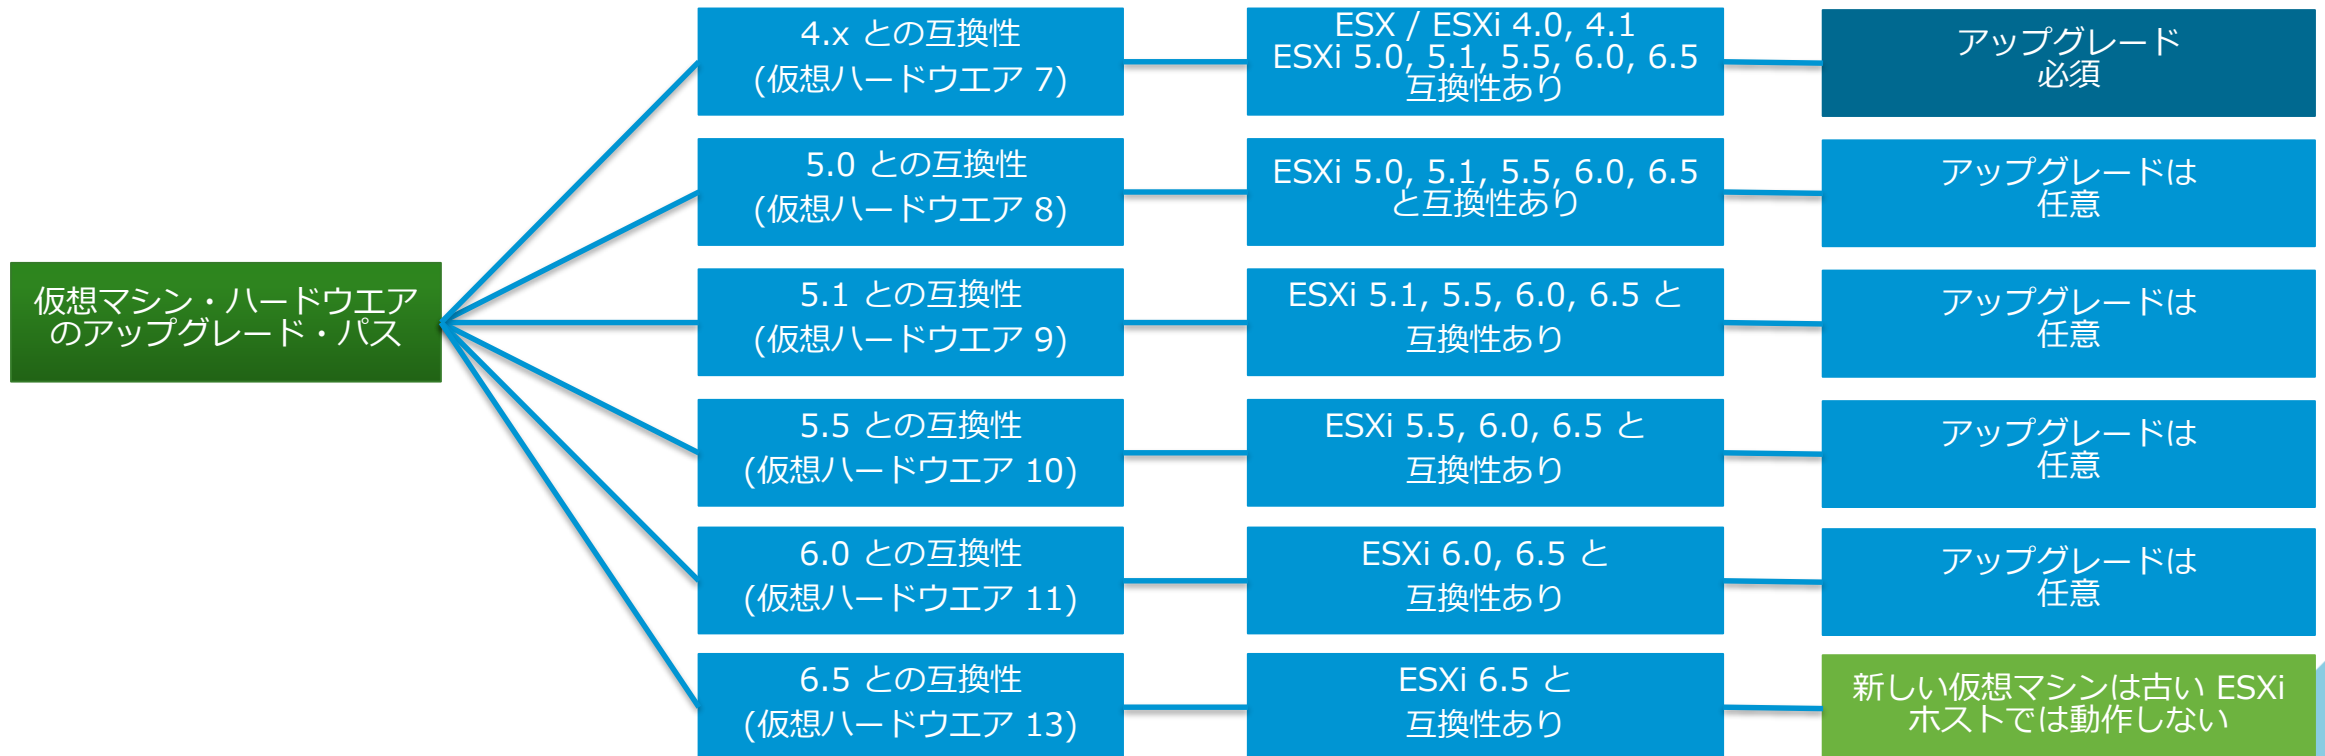 仮想マシン・ハードウエア
のアップグレード・パス
4.x との互換性
(仮想ハードウエア 7)
ESX / ESXi 4.0, 4.1
ESXi 5.0, 5.1, 5.5, 6.0, 6.5
互換性あり
アップグレード
必須
5.0 との互換性
(仮想ハードウエア 8)
ESXi 5.0, 5.1, 5.5, 6.0, 6.5
と互換性あり
アップグレードは
任意
5.1 との互換性
(仮想ハードウエア 9)
ESXi 5.1, 5.5, 6.0, 6.5 と
互換性あり
アップグレードは
任意
5.5 との互換性
(仮想ハードウエア 10)
ESXi 5.5, 6.0, 6.5 と
互換性あり
アップグレードは
任意
6.0 との互換性
(仮想ハードウエア 11)
ESXi 6.0, 6.5 と
互換性あり
アップグレードは
任意
6.5 との互換性
(仮想ハードウエア 13)
ESXi 6.5 と
互換性あり
新しい仮想マシンは古い ESXi
ホストでは動作しない